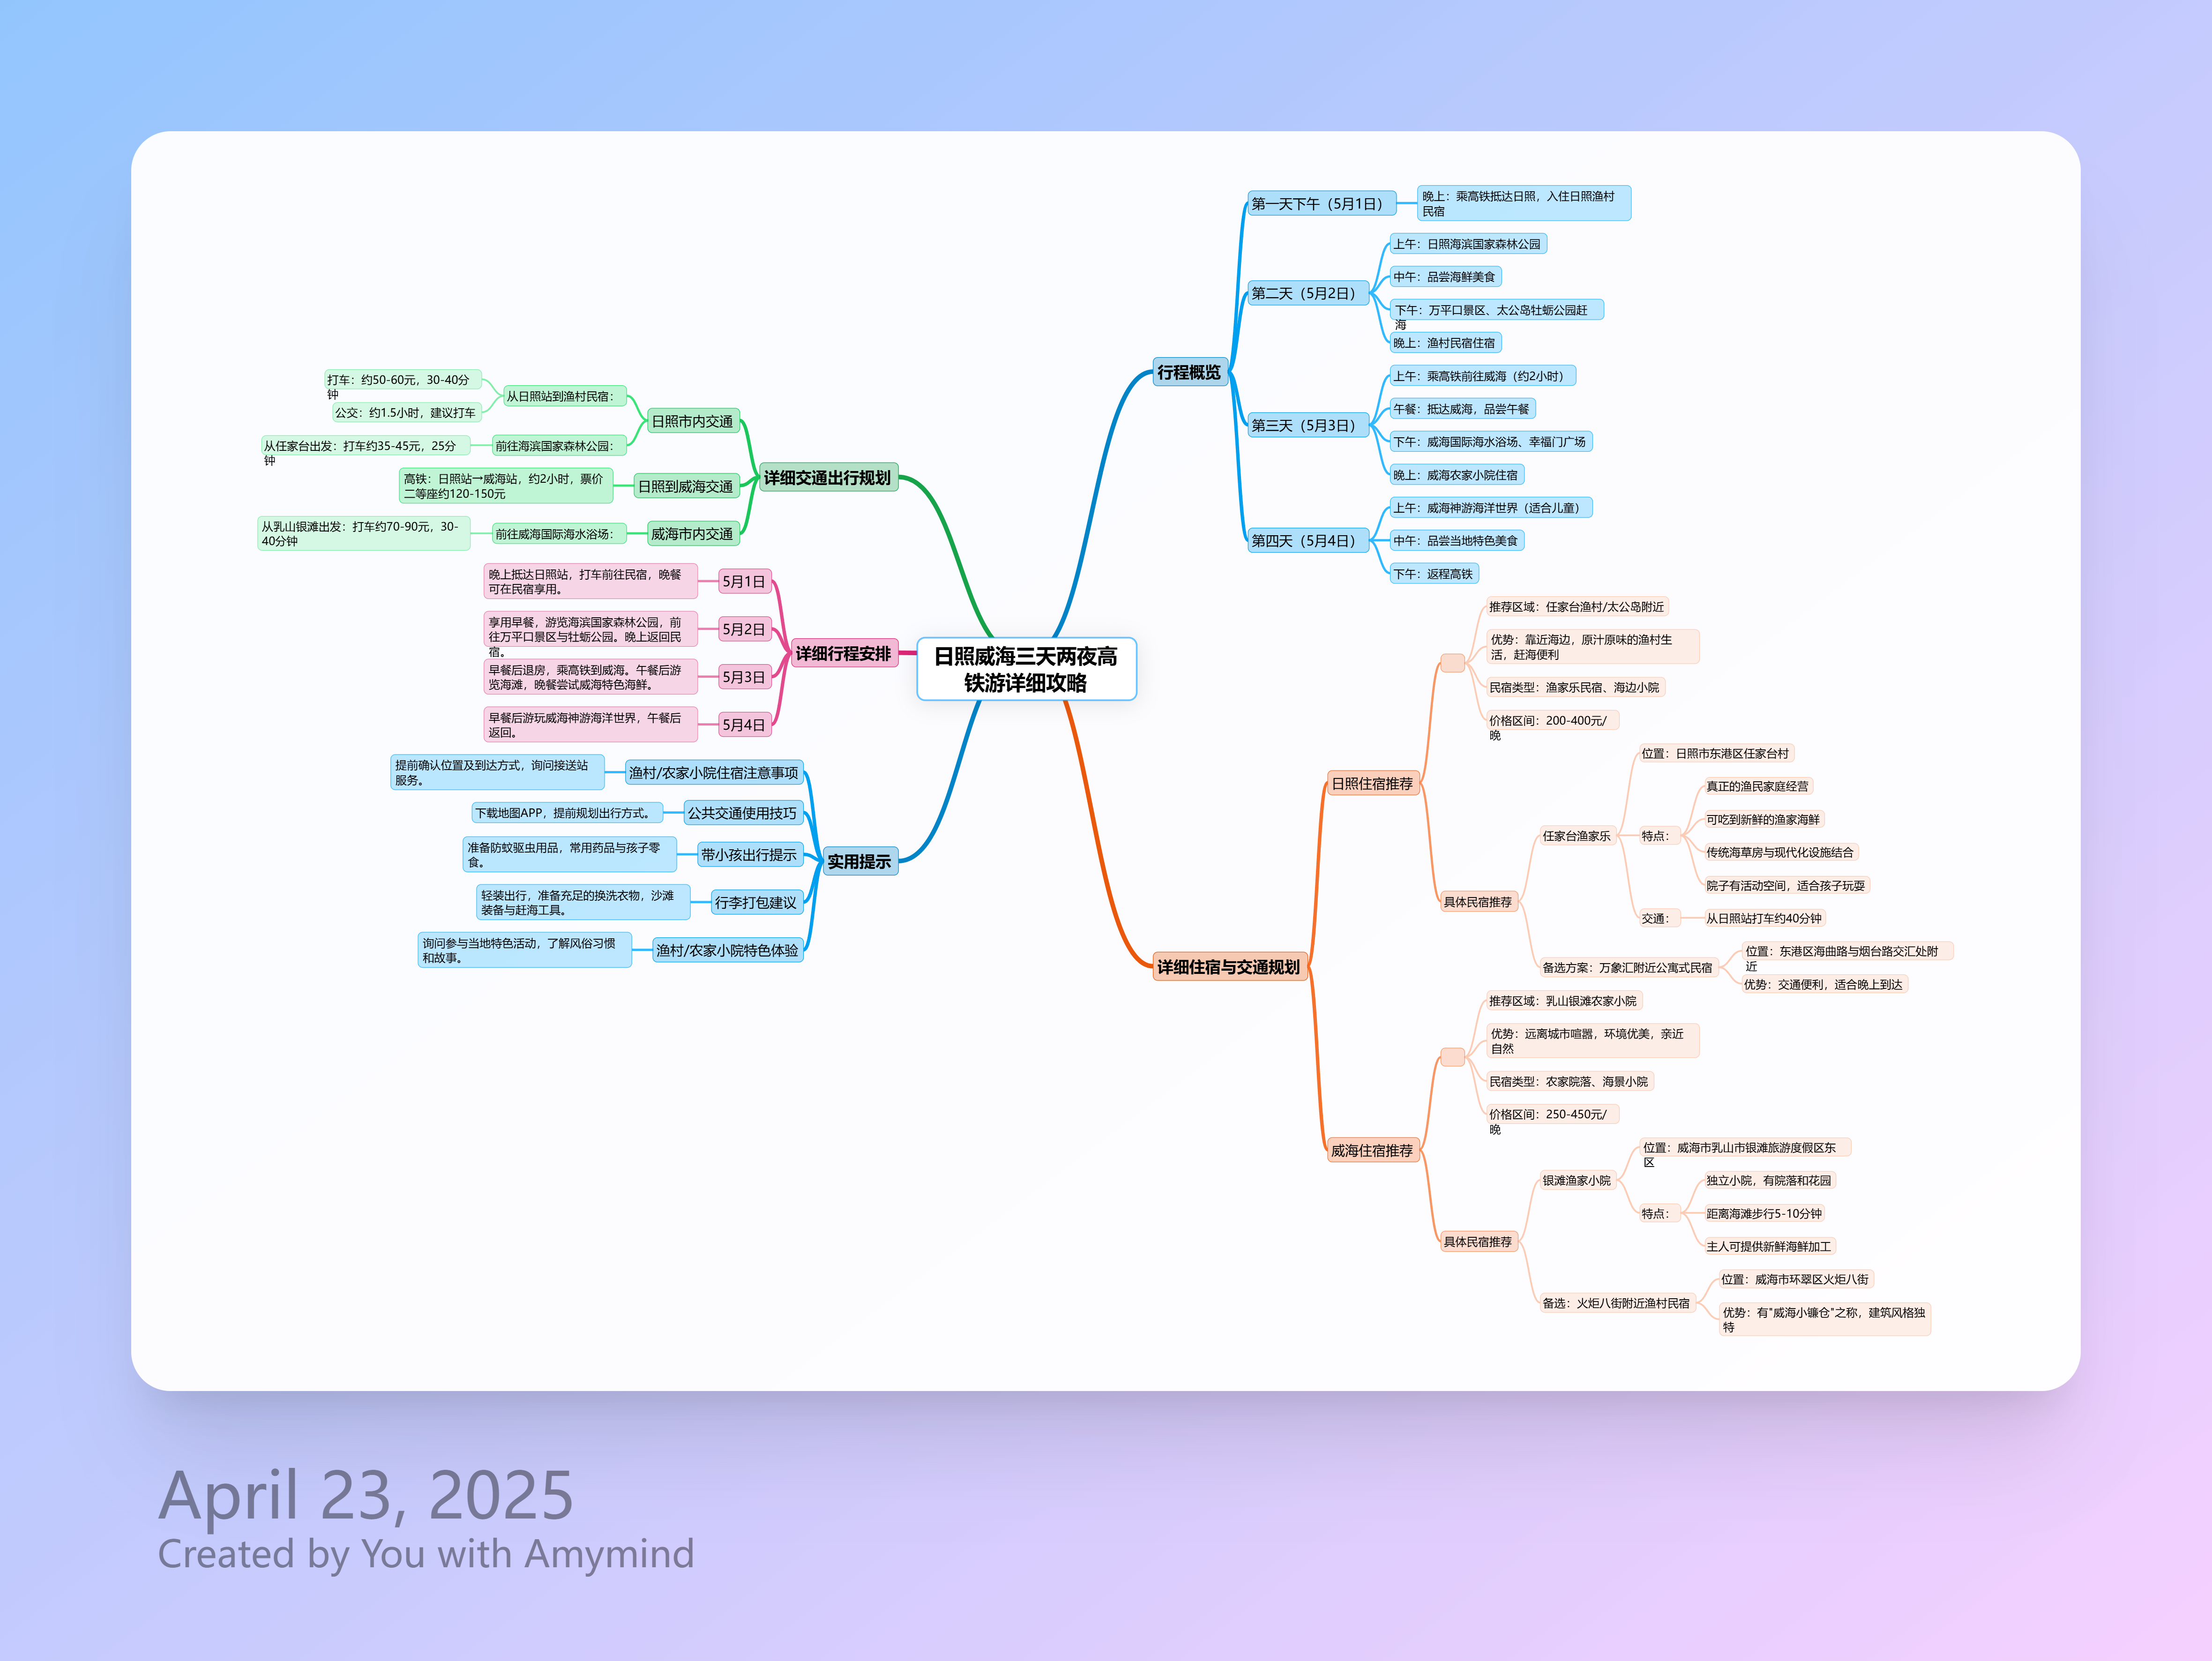 日照威海三天两夜高
铁游详细攻略
行程概览
第一天下午（5月1日）
晚上：乘高铁抵达日照，入住日照渔村
民宿
第二天（5月2日）
上午：日照海滨国家森林公园
中午：品尝海鲜美食
下午：万平口景区、太公岛牡蛎公园赶
海
晚上：渔村民宿住宿
第三天（5月3日）
上午：乘高铁前往威海（约2小时）
午餐：抵达威海，品尝午餐
下午：威海国际海水浴场、幸福门广场
晚上：威海农家小院住宿
第四天（5月4日）
上午：威海神游海洋世界（适合儿童）
中午：品尝当地特色美食
下午：返程高铁
详细住宿与交通规划
日照住宿推荐
推荐区域：任家台渔村/太公岛附近
优势：靠近海边，原汁原味的渔村生
活，赶海便利
民宿类型：渔家乐民宿、海边小院
价格区间：200-400元/
晚
具体民宿推荐
任家台渔家乐
位置：日照市东港区任家台村
特点：
真正的渔民家庭经营
可吃到新鲜的渔家海鲜
传统海草房与现代化设施结合
院子有活动空间，适合孩子玩耍
交通：
从日照站打车约40分钟
备选方案：万象汇附近公寓式民宿
位置：东港区海曲路与烟台路交汇处附
近
优势：交通便利，适合晚上到达
威海住宿推荐
推荐区域：乳山银滩农家小院
优势：远离城市喧嚣，环境优美，亲近
自然
民宿类型：农家院落、海景小院
价格区间：250-450元/
晚
具体民宿推荐
银滩渔家小院
位置：威海市乳山市银滩旅游度假区东
区
特点：
独立小院，有院落和花园
距离海滩步行5-10分钟
主人可提供新鲜海鲜加工
备选：火炬八街附近渔村民宿
位置：威海市环翠区火炬八街
优势：有"威海小镰仓"之称，建筑风格独
特
详细交通出行规划
日照市内交通
从日照站到渔村民宿：
打车：约50-60元，30-40分
钟
公交：约1.5小时，建议打车
前往海滨国家森林公园：
从任家台出发：打车约35-45元，25分
钟
日照到威海交通
高铁：日照站→威海站，约2小时，票价
二等座约120-150元
威海市内交通
前往威海国际海水浴场：
从乳山银滩出发：打车约70-90元，30-
40分钟
详细行程安排
5月1日
晚上抵达日照站，打车前往民宿，晚餐
可在民宿享用。
5月2日
享用早餐，游览海滨国家森林公园，前
往万平口景区与牡蛎公园。晚上返回民
宿。
5月3日
早餐后退房，乘高铁到威海。午餐后游
览海滩，晚餐尝试威海特色海鲜。
5月4日
早餐后游玩威海神游海洋世界，午餐后
返回。
实用提示
渔村/农家小院住宿注意事项
提前确认位置及到达方式，询问接送站
服务。
公共交通使用技巧
下载地图APP，提前规划出行方式。
带小孩出行提示
准备防蚊驱虫用品，常用药品与孩子零
食。
行李打包建议
轻装出行，准备充足的换洗衣物，沙滩
装备与赶海工具。
渔村/农家小院特色体验
询问参与当地特色活动，了解风俗习惯
和故事。
April 23, 2025
Created by You with Amymind